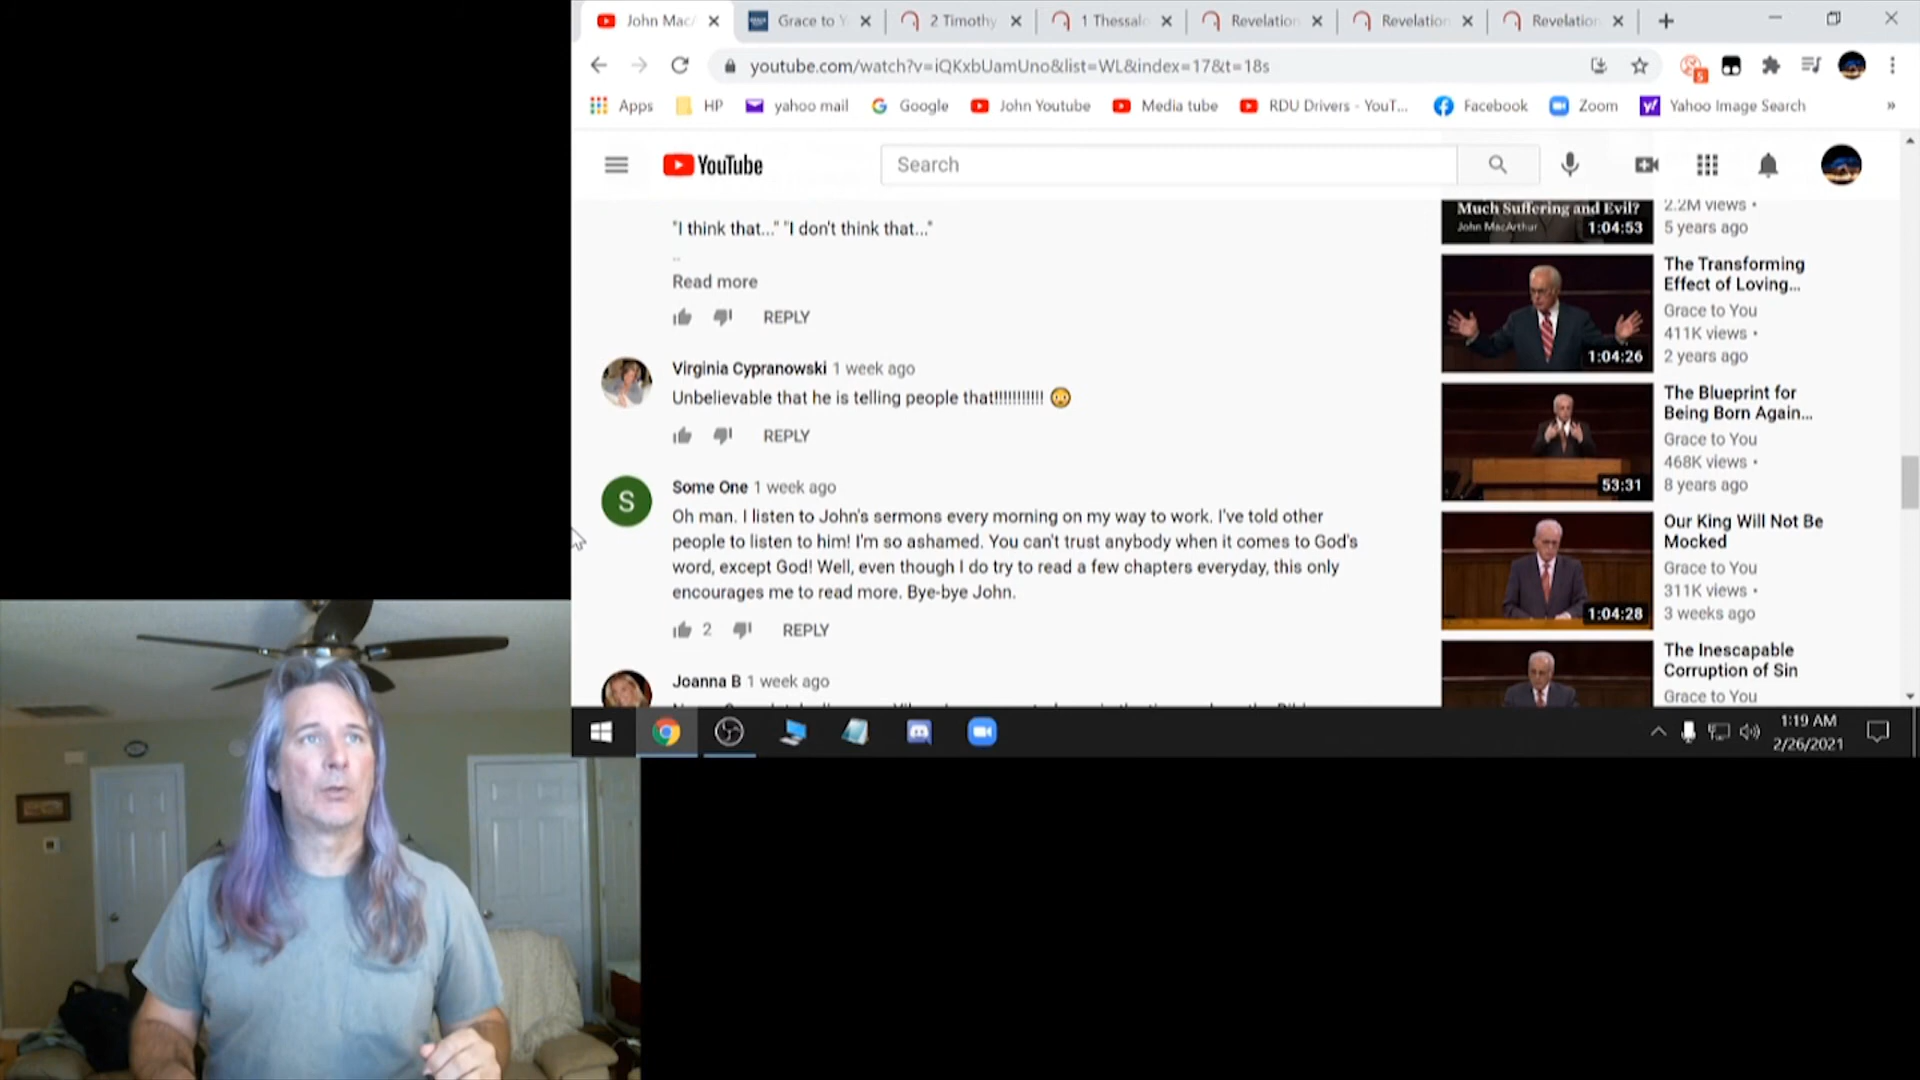 John Mac/
Grace to Y
2 Timothy
1 Thessalo
Revelation
Revelation
Revelation
youtube.com/watch?v=iQKxbUamUno&list=WL&index=17&t=18s
5
Apps
HP
yahoo mail
Google
John Youtube
Media tube
RDU Drivers - YouT...
Facebook
Zoom
Yahoo Image Search
»
YouTube
Search
"I think that..." "I don't think that..."
..
Read more
REPLY
Virginia Cypranowski 1 week ago
Unbelievable that he is telling people that!!!!!!!!!!! 😳
REPLY
S
Some One 1 week ago
Oh man. I listen to John's sermons every morning on my way to work. I've told other
people to listen to him! I'm so ashamed. You can't trust anybody when it comes to God's
word, except God! Well, even though I do try to read a few chapters everyday, this only
encourages me to read more. Bye-bye John.
2
REPLY
Joanna B 1 week ago
Much Suffering and Evil?
John MacArthur
1:04:53
2.2M views •
5 years ago
1:04:26
The Transforming
Effect of Loving...
Grace to You
411K views •
2 years ago
53:31
The Blueprint for
Being Born Again...
Grace to You
468K views •
8 years ago
1:04:28
Our King Will Not Be
Mocked
Grace to You
311K views •
3 weeks ago
The Inescapable
Corruption of Sin
Grace to You
1:19 AM
2/26/2021